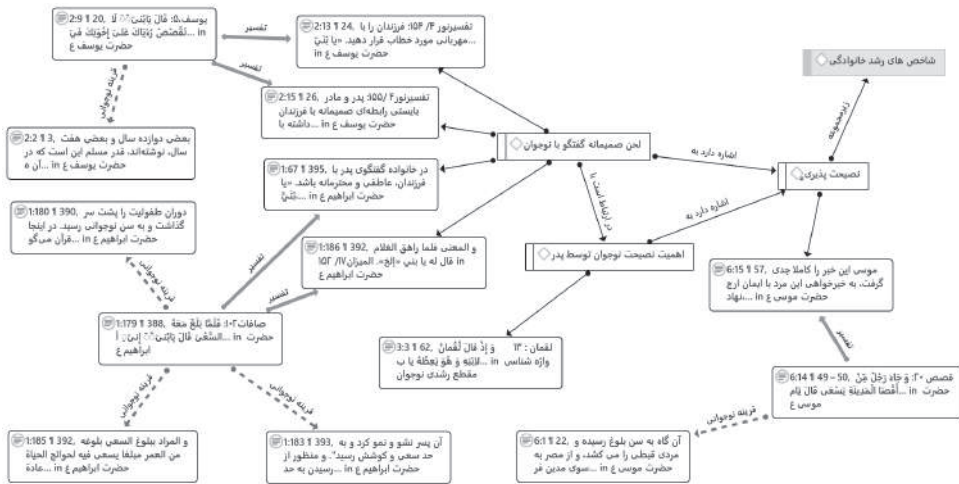 2:9 ¶ 20, یوسف،۵: قَالَ يَابُنَىَّ لَا
تَقْصُصْ رُءْيَاكَ عَلىَ إِخْوَتِكَ فَيَ... in
حضرت یوسف ع
تفسیر
2:13 ¶ 24, تفسیرنور ۴/ ۱۵۴: فرزندان را با
مهربانی مورد خطاب قرار دهید. «یا بُنَیَّ...
حضرت یوسف ع in
شاخص های رشد خانوادگی
تفسیر
قرینه نوجوانی
2:15 ¶ 26, تفسیرنور ۴ /۱۵۵: پدر و مادر
بایستی رابطه‌ای صمیمانه با فرزندان
داشته با... in حضرت یوسف ع
زیرمجموعه
2:2 ¶ 3, بعضی دوازده سال و بعضی هفت
سال، نوشته‌اند، قدر مسلم این است که در
آن ه... in حضرت یوسف ع
لحن صمیمانه گفتگو با نوجوان
اشاره دارد به
نصیحت پذیری
1:67 ¶ 395, در خانواده گفتگوی پدر با
فرزندان، عاطفی و محترمانه باشد. «یا
بُنَیَّ... in حضرت ابراهیم ع
در ارتباط است با
اشاره دارد به
1:180 ¶ 390, دوران طفولیت را پشت سر
گذاشت و به سن نوجوانی رسید. در اینجا
قرآن می‌گو... in حضرت ابراهیم ع
1:186 ¶ 392, و المعنی فلما راهق الغلام
قال له یا بني «إلخ». المیزان۱۷/ ۱۵۲ in
حضرت ابراهیم ع
اهمیت نصیحت نوجوان توسط پدر
6:15 ¶ 57, موسی این خبر را کاملا جدی
گرفت، به خیرخواهی این مرد با ایمان ارج
نهاد،... in حضرت موسی ع
تفسیر
تفسیر
قرینه نوجوانی
1:179 ¶ 388, صافات۱۰۲: فَلَمَّا بَلَغَ مَعَهُ
السَّعْىَ قَالَ يَابُنَىَّ إِنىِّ أَ... in حضرت
ابراهیم ع
3:3 ¶ 62, لقمان : ۱۳ وَ إِذْ قَالَ لُقْمَانُ
لِابْنِهِ وَ هُوَ يَعِظُهُ يا ب... in واژه شناسی
مقطع رشدی نوجوان
تفسیر
6:14 ¶ 49 – 50, قصص ۲۰: وَ جَاءَ رَجُلٌ مِّنْ
أَقْصَا الْمَدِينَةِ يَسْعَى قَالَ يَام... in حضرت
موسی ع
قرینه نوجوانی
قرینه نوجوانی
قرینه نوجوانی
1:185 ¶ 392, و المراد ببلوغ السعي بلوغه
من العمر مبلغا يسعى فيه لحوائج الحياة
عادة... in حضرت ابراهیم ع
1:183 ¶ 393, آن پسر نشو و نمو کرد و به
حد سعی و کوشش رسید". و منظور از
رسیدن به حد... in حضرت ابراهیم ع
6:1 ¶ 22, آن گاه به سن بلوغ رسیده و
مردی قبطی را می کشد، و از مصر به
سوی مدین فر... in حضرت موسی ع